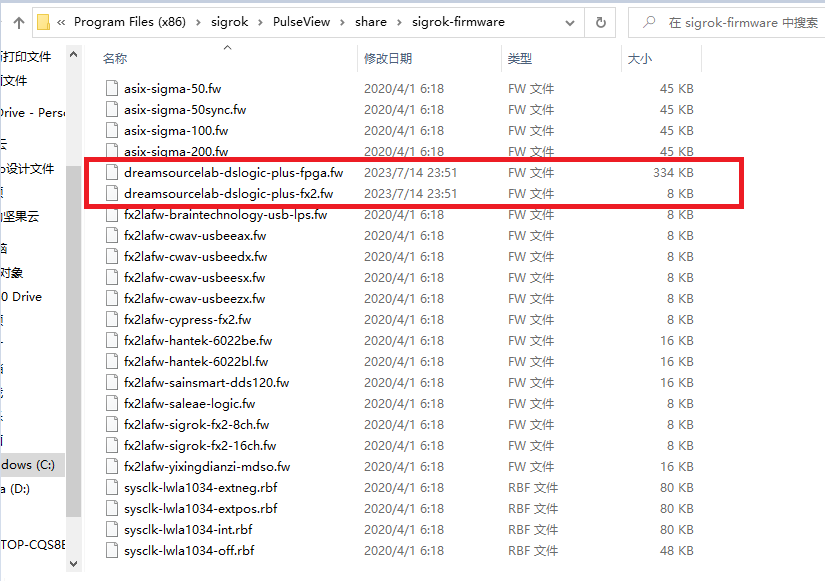 « Program Files (x86) › sigrok › PulseView › share › sigrok-firmware
在 sigrok-firmware 中搜索
打印文件
文件
Drive - Perso
云
设计文件
坚果云
对象
0 Drive
dows (C:)
a (D:)
TOP-CQS8E
名称 修改日期 类型 大小
asix-sigma-50.fw 2020/4/1 6:18 FW 文件 45 KB
asix-sigma-50sync.fw 2020/4/1 6:18 FW 文件 45 KB
asix-sigma-100.fw 2020/4/1 6:18 FW 文件 45 KB
asix-sigma-200.fw 2020/4/1 6:18 FW 文件 45 KB
dreamsourcelab-dslogic-plus-fpga.fw 2023/7/14 23:51 FW 文件 334 KB
dreamsourcelab-dslogic-plus-fx2.fw 2023/7/14 23:51 FW 文件 8 KB
fx2lafw-braintechnology-usb-lps.fw 2020/4/1 6:18 FW 文件 8 KB
fx2lafw-cwav-usbeeax.fw 2020/4/1 6:18 FW 文件 8 KB
fx2lafw-cwav-usbeedx.fw 2020/4/1 6:18 FW 文件 8 KB
fx2lafw-cwav-usbeesx.fw 2020/4/1 6:18 FW 文件 8 KB
fx2lafw-cwav-usbeezx.fw 2020/4/1 6:18 FW 文件 8 KB
fx2lafw-cypress-fx2.fw 2020/4/1 6:18 FW 文件 8 KB
fx2lafw-hantek-6022be.fw 2020/4/1 6:18 FW 文件 16 KB
fx2lafw-hantek-6022bl.fw 2020/4/1 6:18 FW 文件 16 KB
fx2lafw-sainsmart-dds120.fw 2020/4/1 6:18 FW 文件 16 KB
fx2lafw-saleae-logic.fw 2020/4/1 6:18 FW 文件 8 KB
fx2lafw-sigrok-fx2-8ch.fw 2020/4/1 6:18 FW 文件 8 KB
fx2lafw-sigrok-fx2-16ch.fw 2020/4/1 6:18 FW 文件 8 KB
fx2lafw-yixingdianzi-mdso.fw 2020/4/1 6:18 FW 文件 16 KB
sysclk-lwla1034-extneg.rbf 2020/4/1 6:18 RBF 文件 80 KB
sysclk-lwla1034-extpos.rbf 2020/4/1 6:18 RBF 文件 80 KB
sysclk-lwla1034-int.rbf 2020/4/1 6:18 RBF 文件 80 KB
sysclk-lwla1034-off.rbf 2020/4/1 6:18 RBF 文件 48 KB